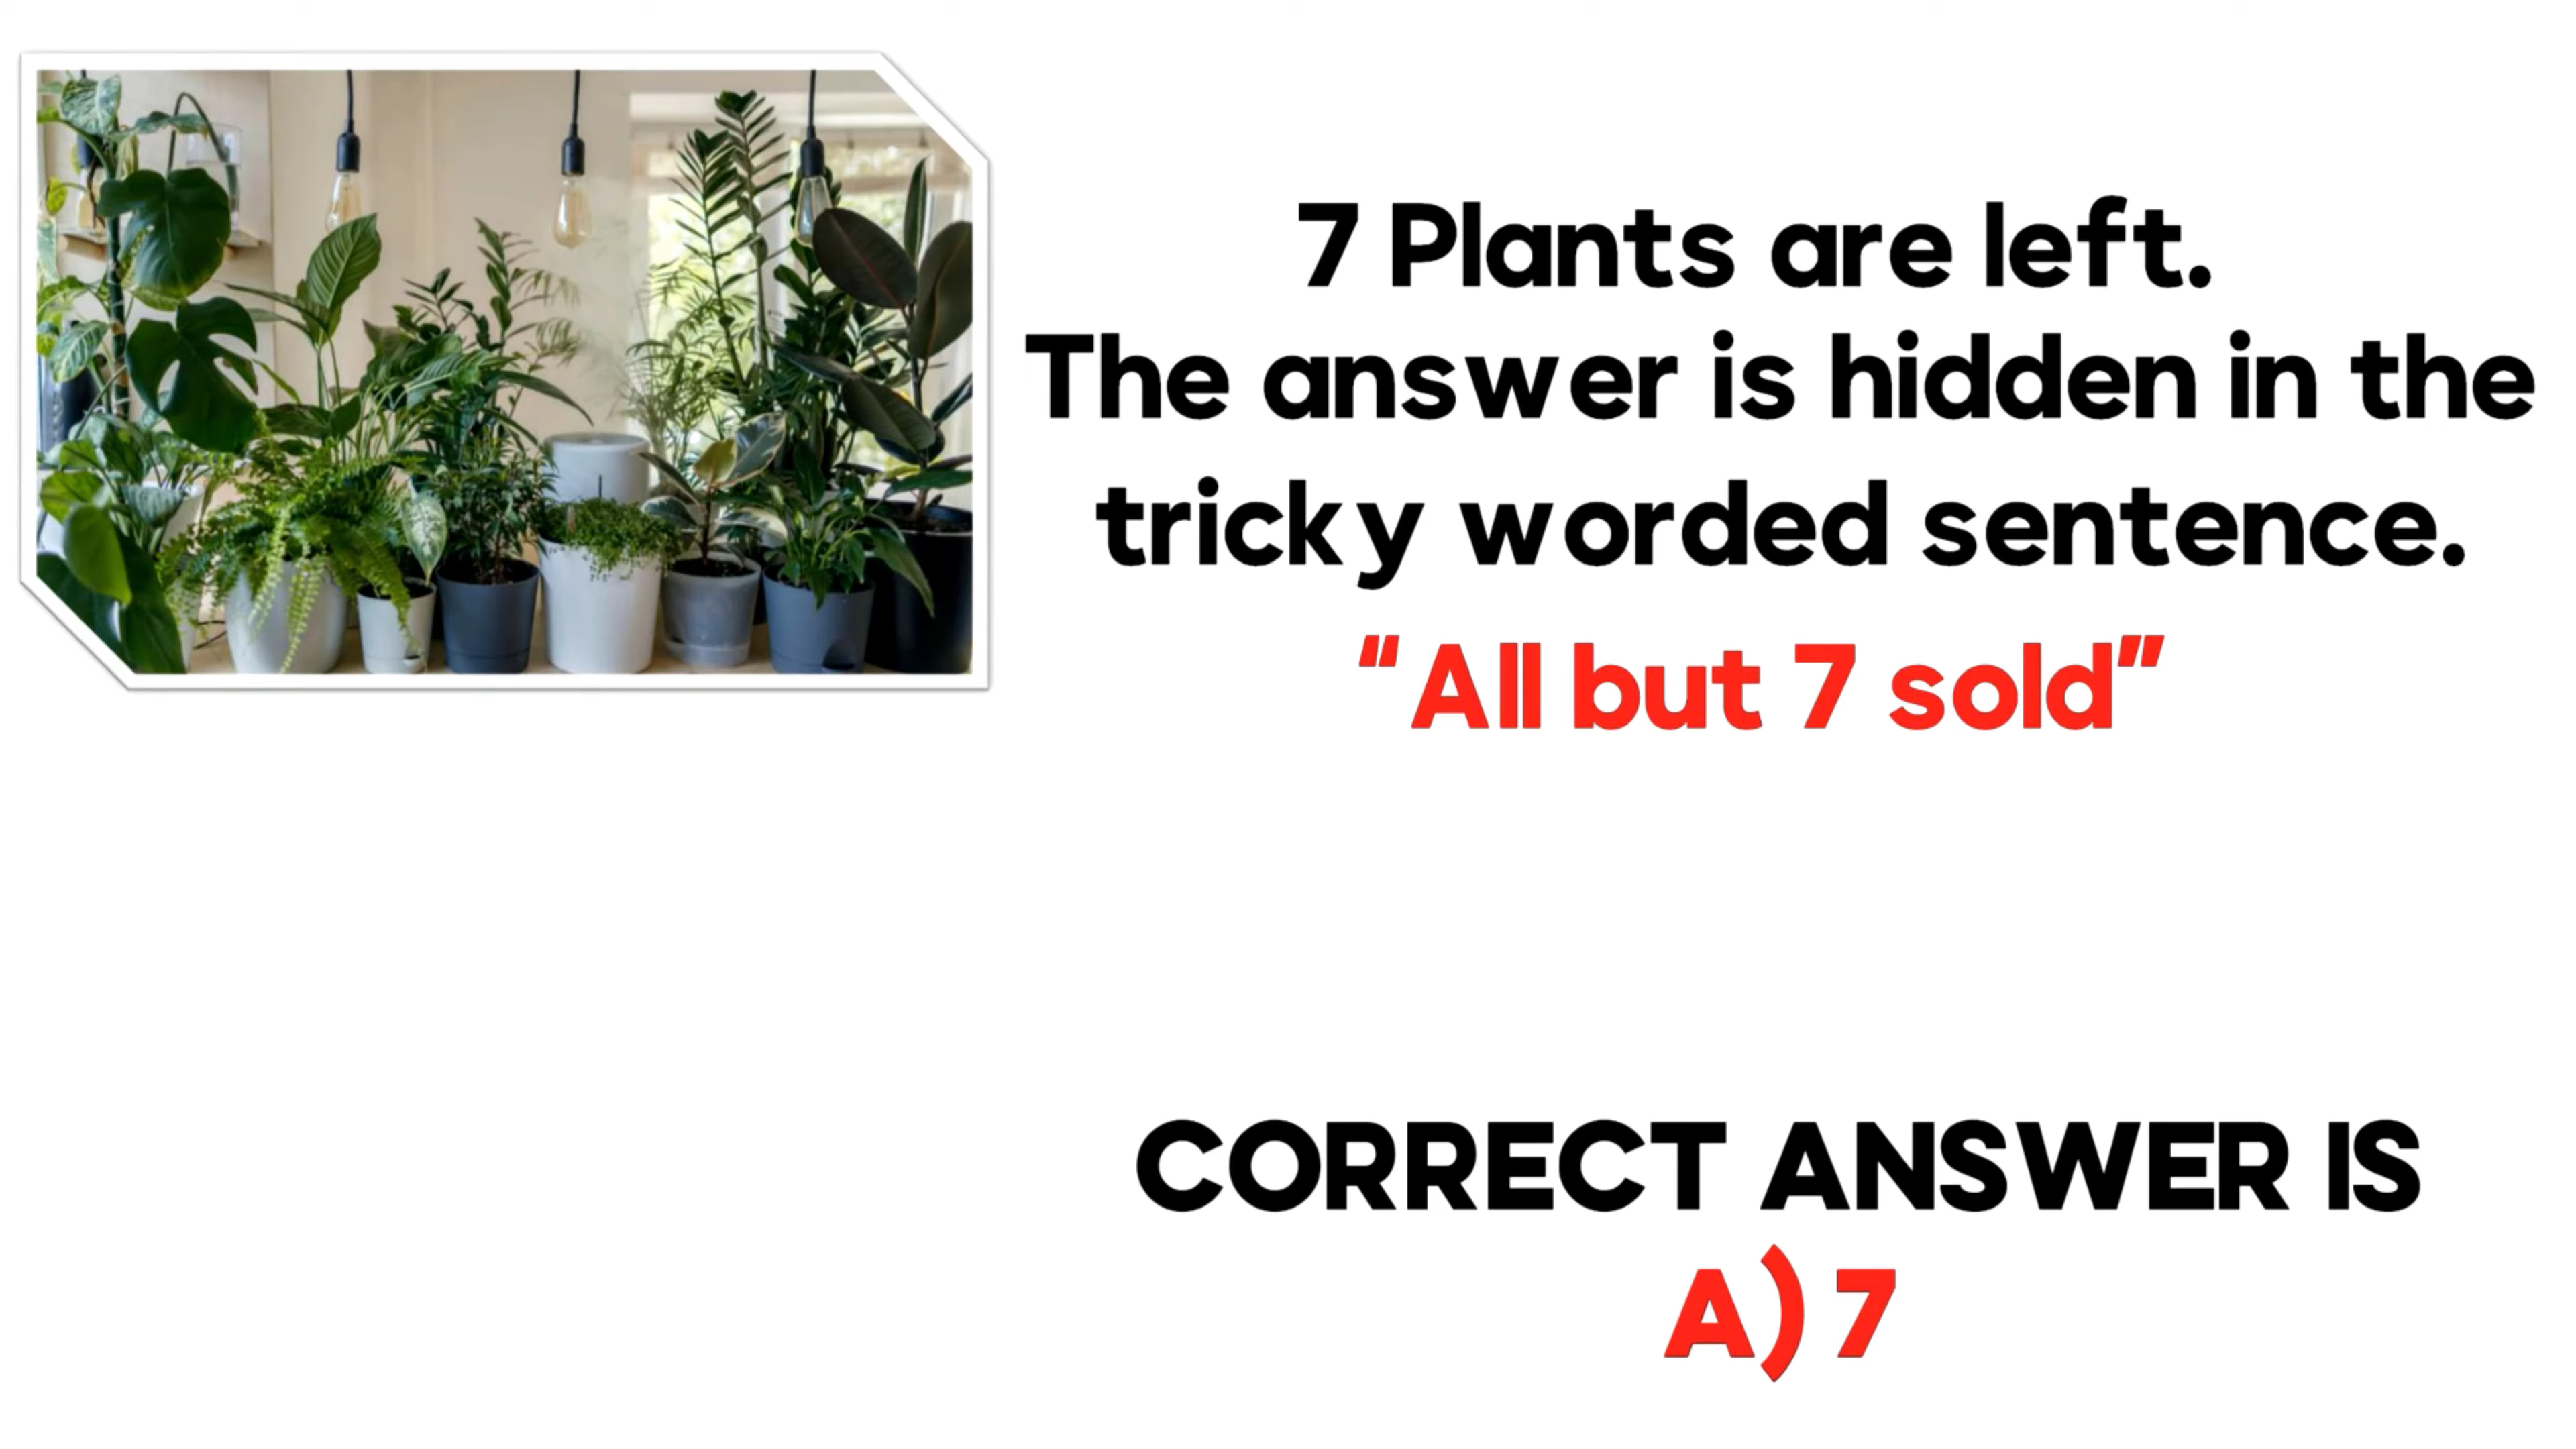 7 Plants are left.
The answer is hidden in the
tricky worded sentence.
"All but 7 sold"
CORRECT ANSWER IS
A) 7